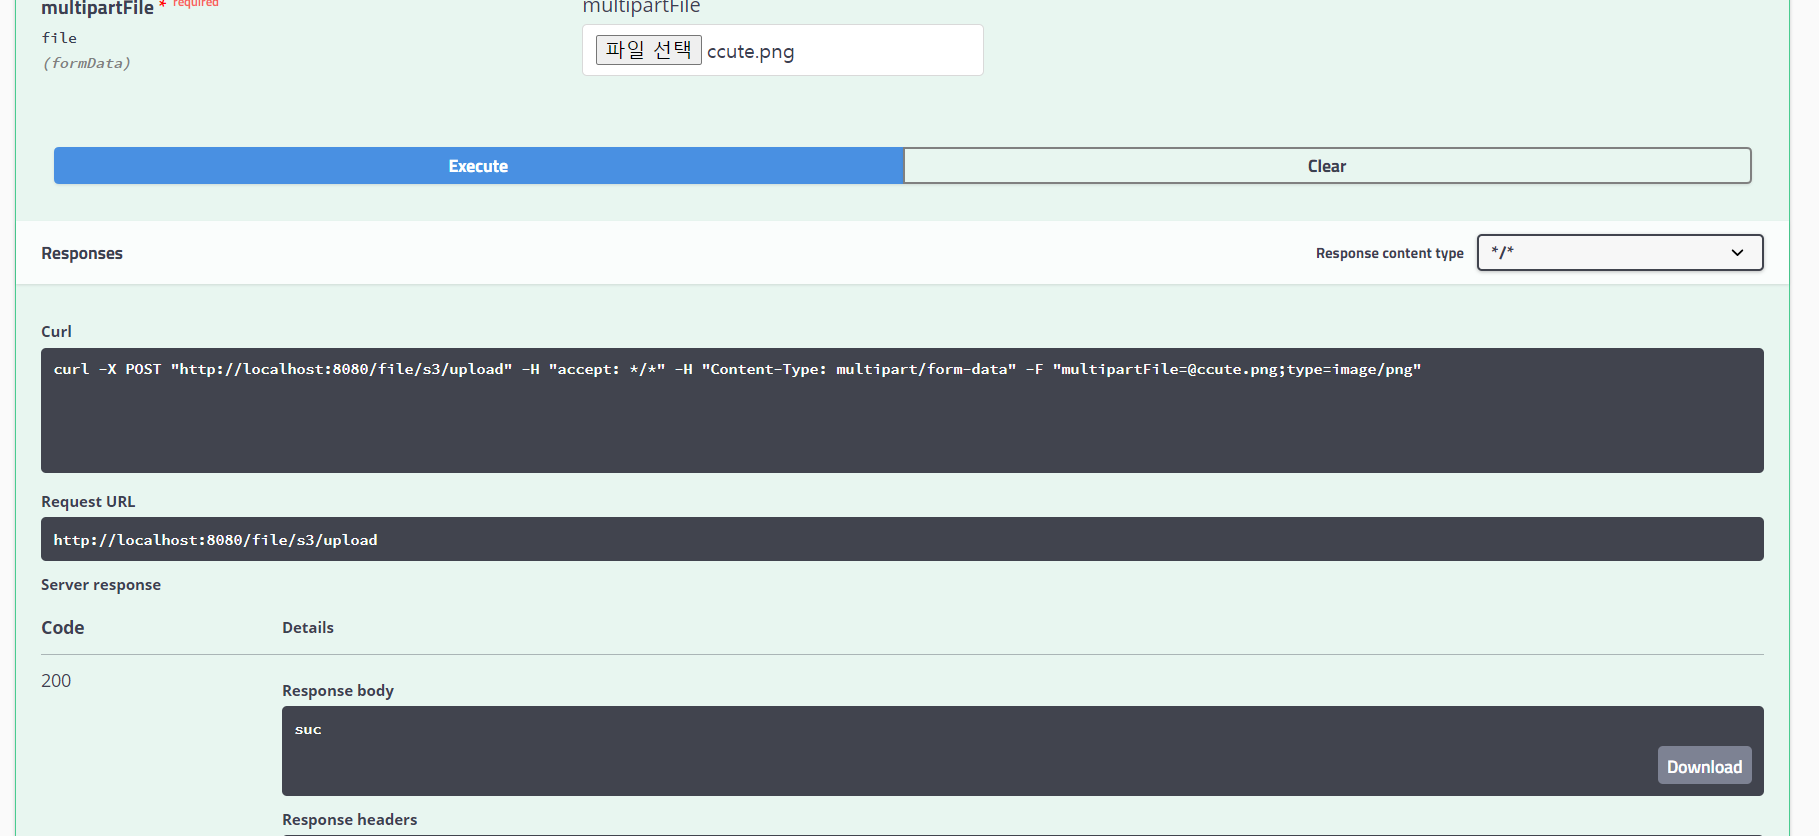 multipartFile * required
multipartFile
file
(formData)
파일 선택 ccute.png
Execute
Clear
Responses
Response content type
*/*
Curl
curl -X POST "http://localhost:8080/file/s3/upload" -H "accept: */*" -H "Content-Type: multipart/form-data" -F "multipartFile=@ccute.png;type=image/png"
Request URL
http://localhost:8080/file/s3/upload
Server response
Code
Details
200
Response body
suc
Download
Response headers